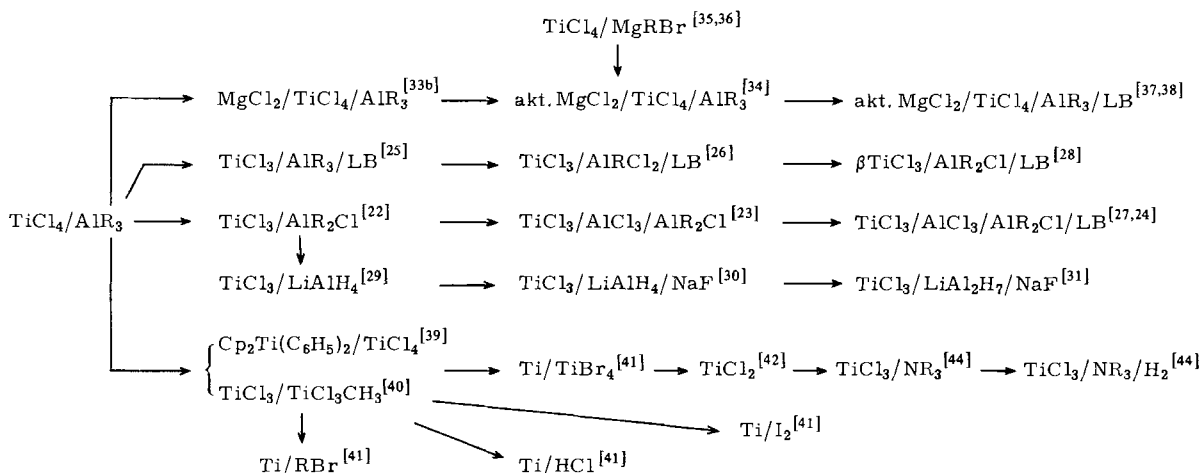 TiCl₄/MgRBr [35,36]
MgCl₂/TiCl₄/AlR₃ [33b] akt. MgCl₂/TiCl₄/AlR₃ [34] akt. MgCl₂/TiCl₄/AlR₃/LB [37,38]
TiCl₃/AlR₃/LB [25] TiCl₃/AlRCl₂/LB [26] βTiCl₃/AlR₂Cl/LB [28]
TiCl₄/AlR₃ TiCl₃/AlR₂Cl [22] TiCl₃/AlCl₃/AlR₂Cl [23] TiCl₃/AlCl₃/AlR₂Cl/LB [27,24]
TiCl₃/LiAlH₄ [29] TiCl₃/LiAlH₄/NaF [30] TiCl₃/LiAl₂H₇/NaF [31]
Cp₂Ti(C₆H₅)₂/TiCl₄ [39]
Ti/TiBr₄ [41] TiCl₂ [42] TiCl₃/NR₃ [44] TiCl₃/NR₃/H₂ [44]
TiCl₃/TiCl₃CH₃ [40]
Ti/I₂ [41]
Ti/RBr [41] Ti/HCl [41]